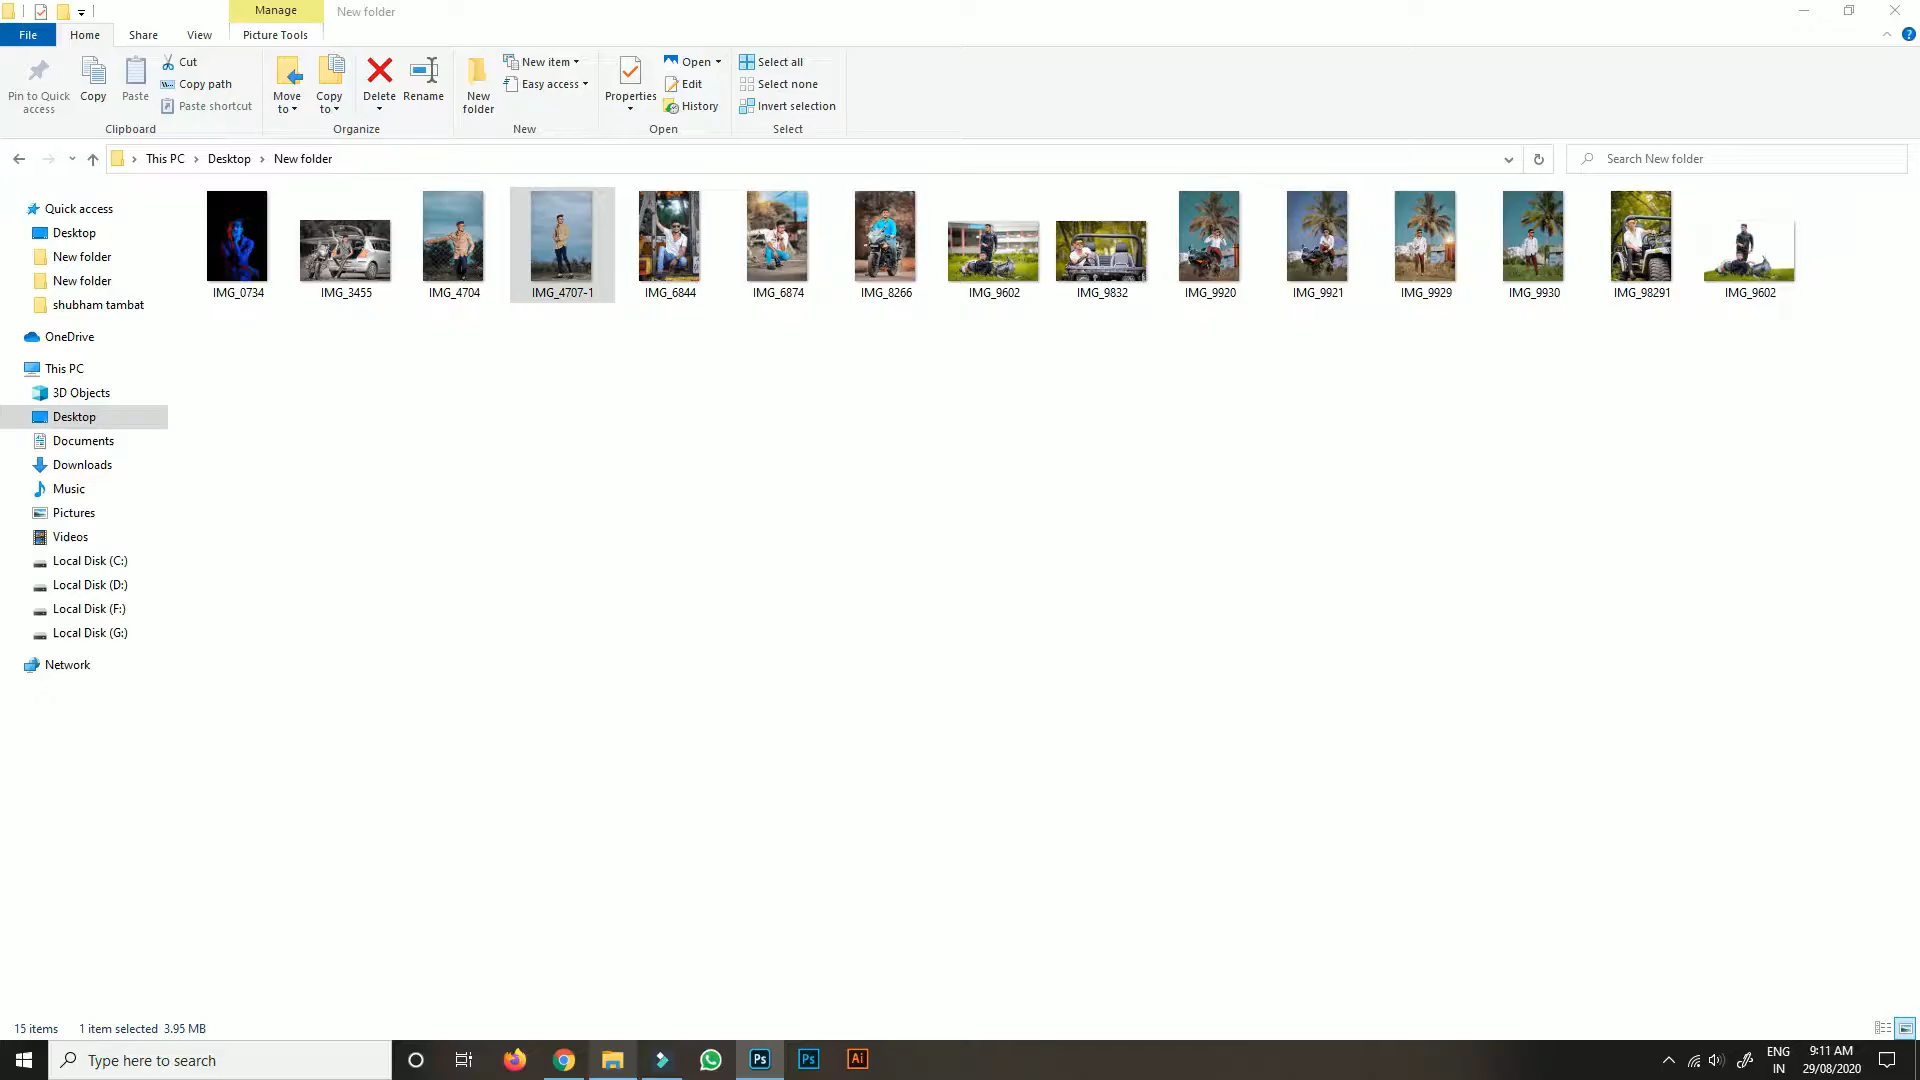 Manage
New folder
File
Home
Share
View
Picture Tools
Pin to Quick access
Copy
Paste
Cut
Copy path
Paste shortcut
Clipboard
Move to
Copy to
Delete
Rename
Organize
New folder
New item
Easy access
New
Properties
Open
Edit
History
Open
Select all
Select none
Invert selection
Select
This PC
Desktop
New folder
Search New folder
Quick access
Desktop
New folder
New folder
shubham tambat
OneDrive
This PC
3D Objects
Desktop
Documents
Downloads
Music
Pictures
Videos
Local Disk (C:)
Local Disk (D:)
Local Disk (F:)
Local Disk (G:)
Network
IMG_0734
IMG_3455
IMG_4704
IMG_4707-1
IMG_6844
IMG_6874
IMG_8266
IMG_9602
IMG_9832
IMG_9920
IMG_9921
IMG_9929
IMG_9930
IMG_98291
IMG_9602
15 items
1 item selected 3.95 MB
Type here to search
Ps
Ps
Ai
ENG
IN
9:11 AM
29/08/2020